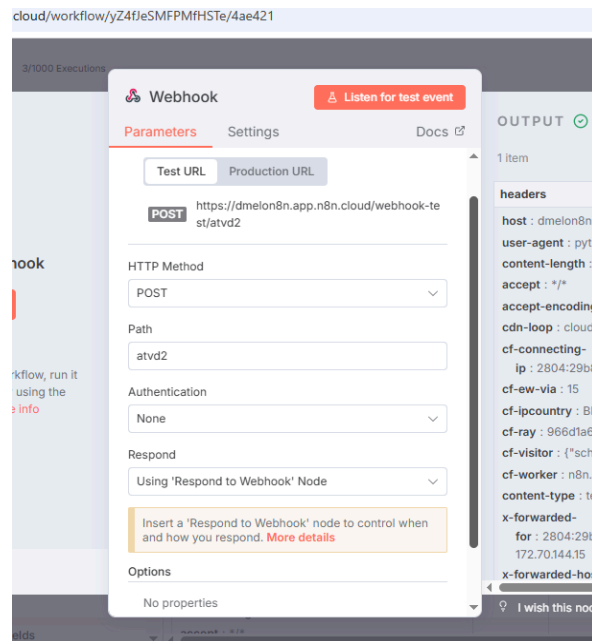 cloud/workflow/yZ4fJeSMFPMfHSTe/4ae421
3/1000 Executions
Webhook
Listen for test event
Parameters
Settings
Docs
Test URL
Production URL
POST
https://dmelon8n.app.n8n.cloud/webhook-te
st/atvd2
HTTP Method
POST
Path
atvd2
Authentication
None
Respond
Using 'Respond to Webhook' Node
Insert a 'Respond to Webhook' node to control when
and how you respond. More details
Options
No properties
OUTPUT
1 item
headers
host : dmelon8n
user-agent : pyt
content-length :
accept : */*
accept-encoding
cdn-loop : cloud
cf-connecting-
ip : 2804:29b8
cf-ew-via : 15
cf-ipcountry :
cf-ray : 966d1a6
cf-visitor : {"sch
cf-worker : n8n.
content-type : te
x-forwarded-
for : 2804:29b
172.70.144.15
x-forwarded-hos
I wish this noc
ook
rkflow, run it
using the
info
elds
accept : */*